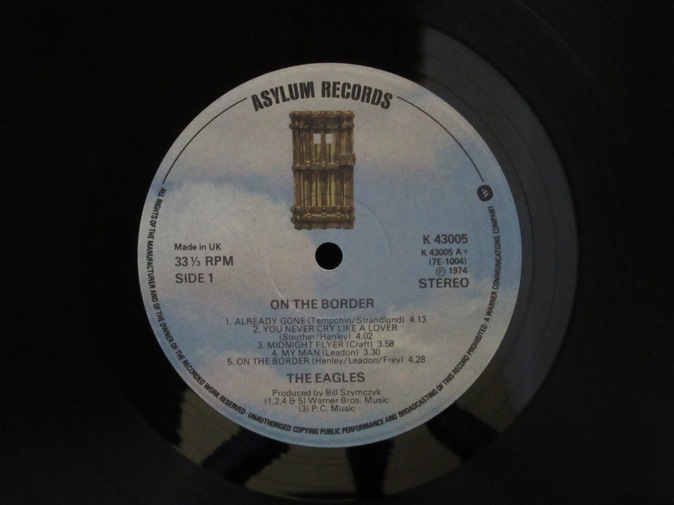 ASYLUM RECORDS
Made in UK
33 ⅓ RPM
SIDE 1
K 43005
K 43005 A
(7E-1004)
Ⓟ 1974
STEREO
ON THE BORDER
1. ALREADY GONE (Tempchin/Strandlund) 4.13
2. YOU NEVER CRY LIKE A LOVER
(Souther/Henley) 4.02
3. MIDNIGHT FLYER (Craft) 3.58
4. MY MAN (Leadon) 3.30
5. ON THE BORDER (Henley/Leadon/Frey) 4.28
THE EAGLES
Produced by Bill Szymczyk
(1,2,4 & 5) Warner Bros. Music
(3) P.C. Music
ALL RIGHTS OF THE MANUFACTURER AND OF THE OWNER OF THE RECORDED WORK RESERVED · UNAUTHORISED COPYING PUBLIC PERFORMANCE AND BROADCASTING OF THIS RECORD PROHIBITED A WARNER COMMUNICATIONS COMPANY